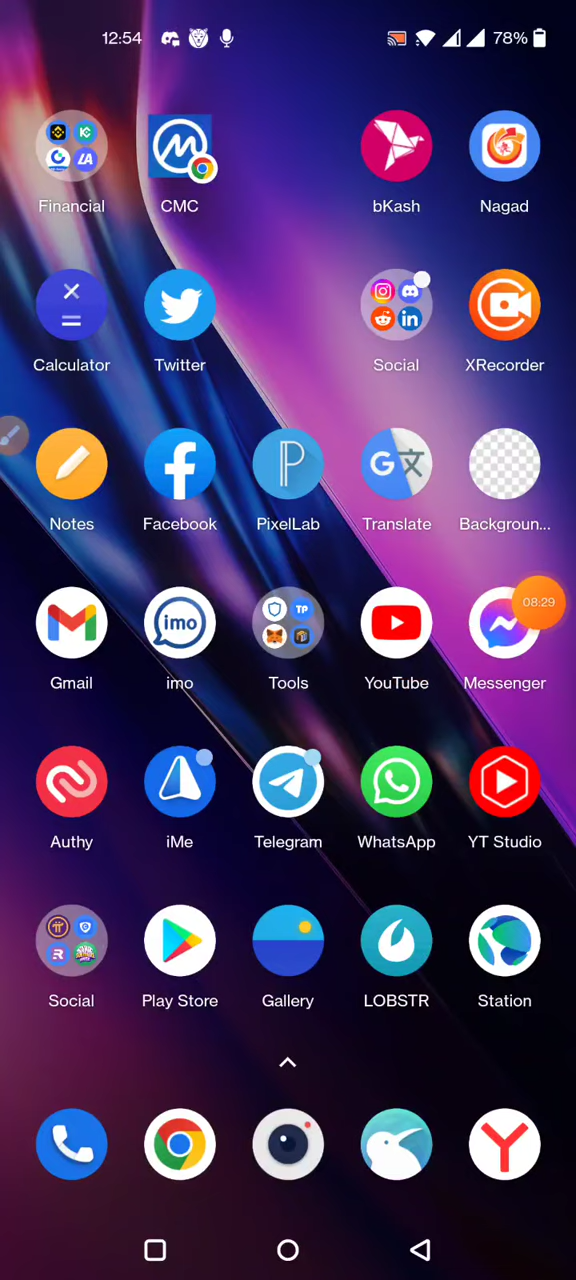 12:54 78%
Financial CMC bKash Nagad
Calculator Twitter Social XRecorder
Notes Facebook PixelLab Translate Backgroun...
08:29
Gmail imo Tools YouTube Messenger
Authy iMe Telegram WhatsApp YT Studio
Social Play Store Gallery LOBSTR Station